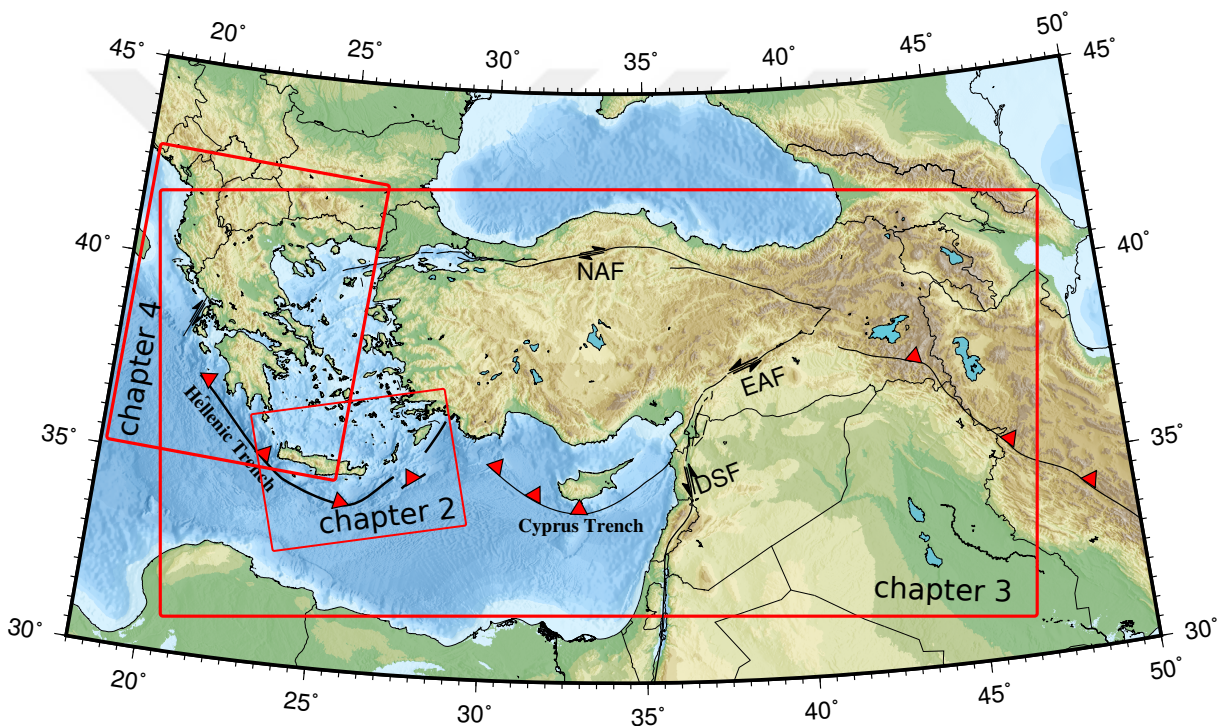 20° 25° 30° 35° 40° 45° 50°
45° 45°
40° 40°
NAF
chapter 4
EAF
Hellenic Trench
35° 35°
DSF
chapter 2
Cyprus Trench
chapter 3
30° 30°
20° 25° 30° 35° 40° 45° 50°